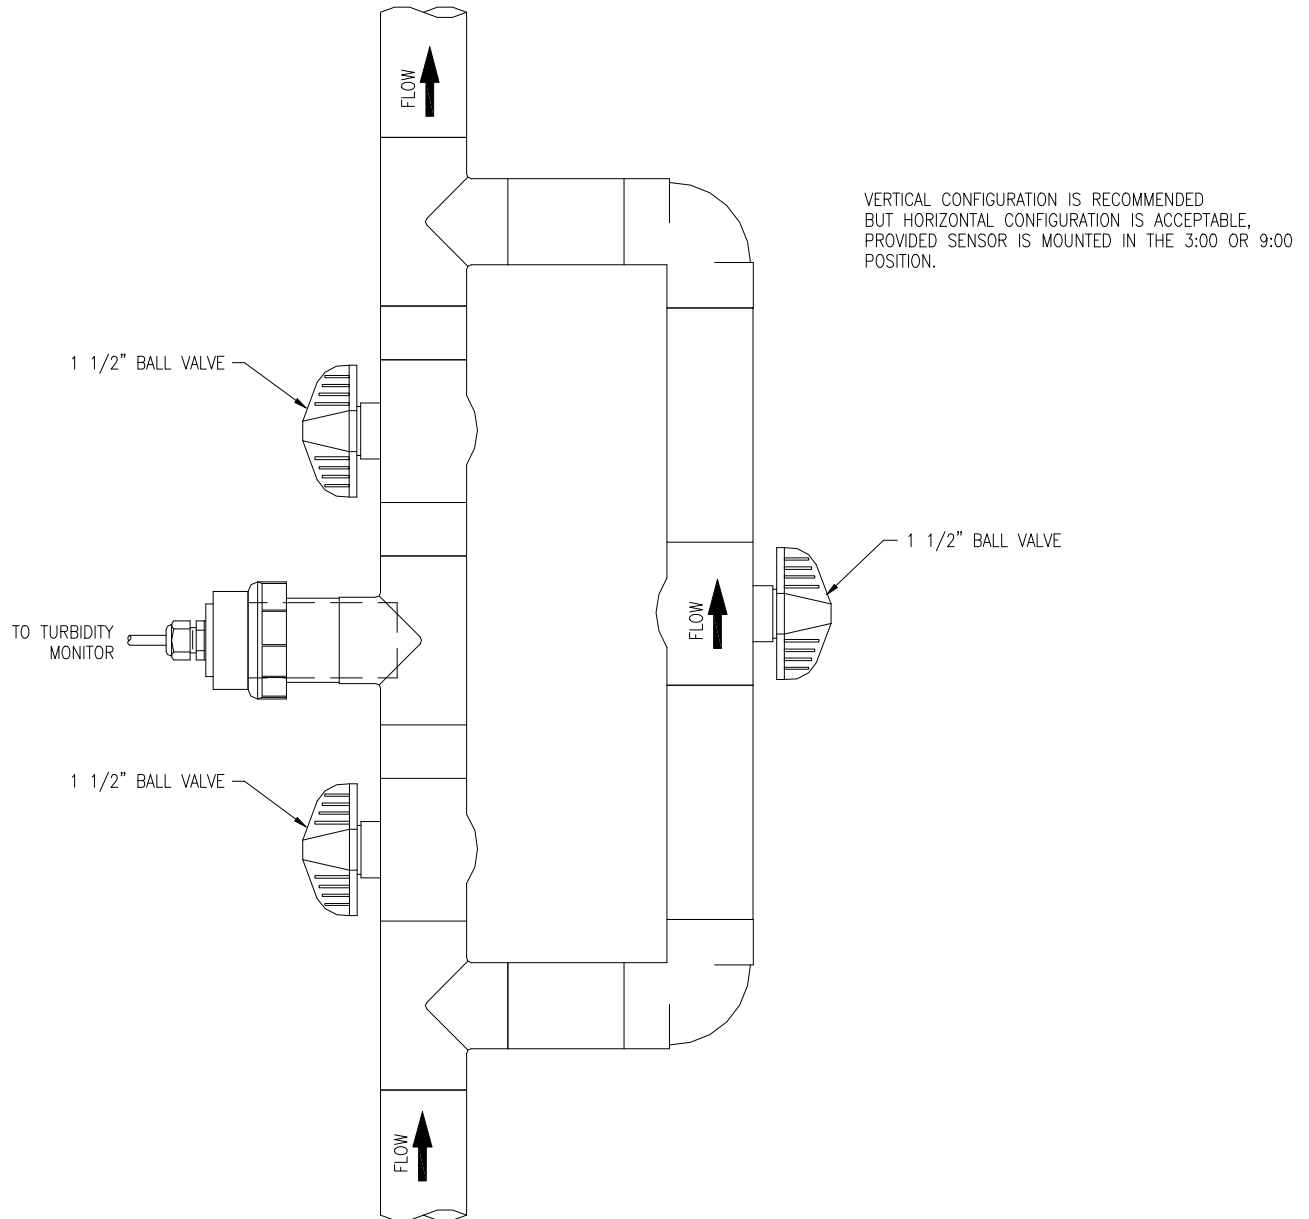 FLOW
VERTICAL CONFIGURATION IS RECOMMENDED
BUT HORIZONTAL CONFIGURATION IS ACCEPTABLE,
PROVIDED SENSOR IS MOUNTED IN THE 3:00 OR 9:00
POSITION.
1 1/2" BALL VALVE
1 1/2" BALL VALVE
FLOW
TO TURBIDITY
MONITOR
1 1/2" BALL VALVE
FLOW